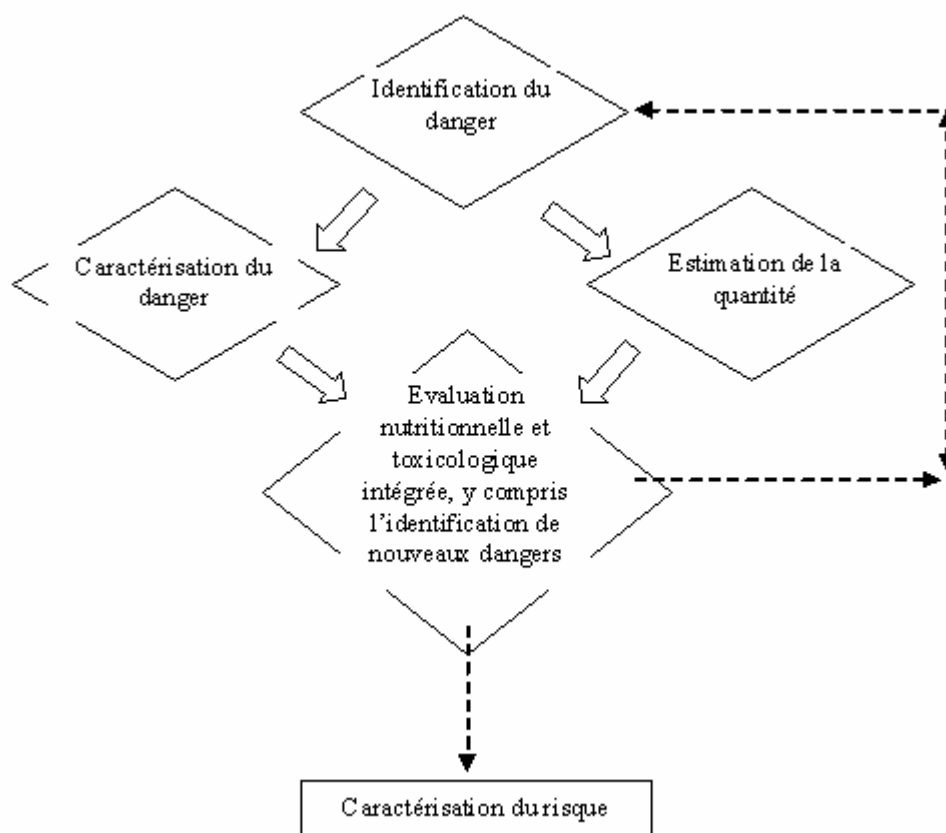 Identification du
danger
Caractérisation du
danger
Estimation de la
quantité
Evaluation
nutritionnelle et
toxicologique
intégrée, y compris
l'identification de
nouveaux dangers
Caractérisation du risque